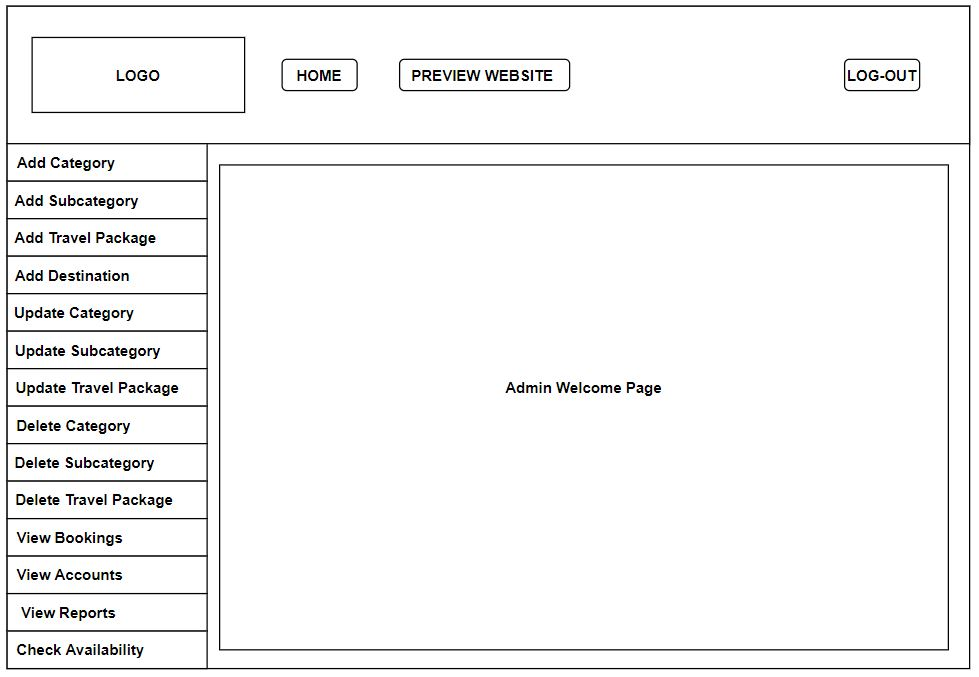 LOGO
HOME
PREVIEW WEBSITE
LOG-OUT
Add Category
Add Subcategory
Add Travel Package
Add Destination
Update Category
Update Subcategory
Update Travel Package
Delete Category
Delete Subcategory
Delete Travel Package
View Bookings
View Accounts
View Reports
Check Availability
Admin Welcome Page